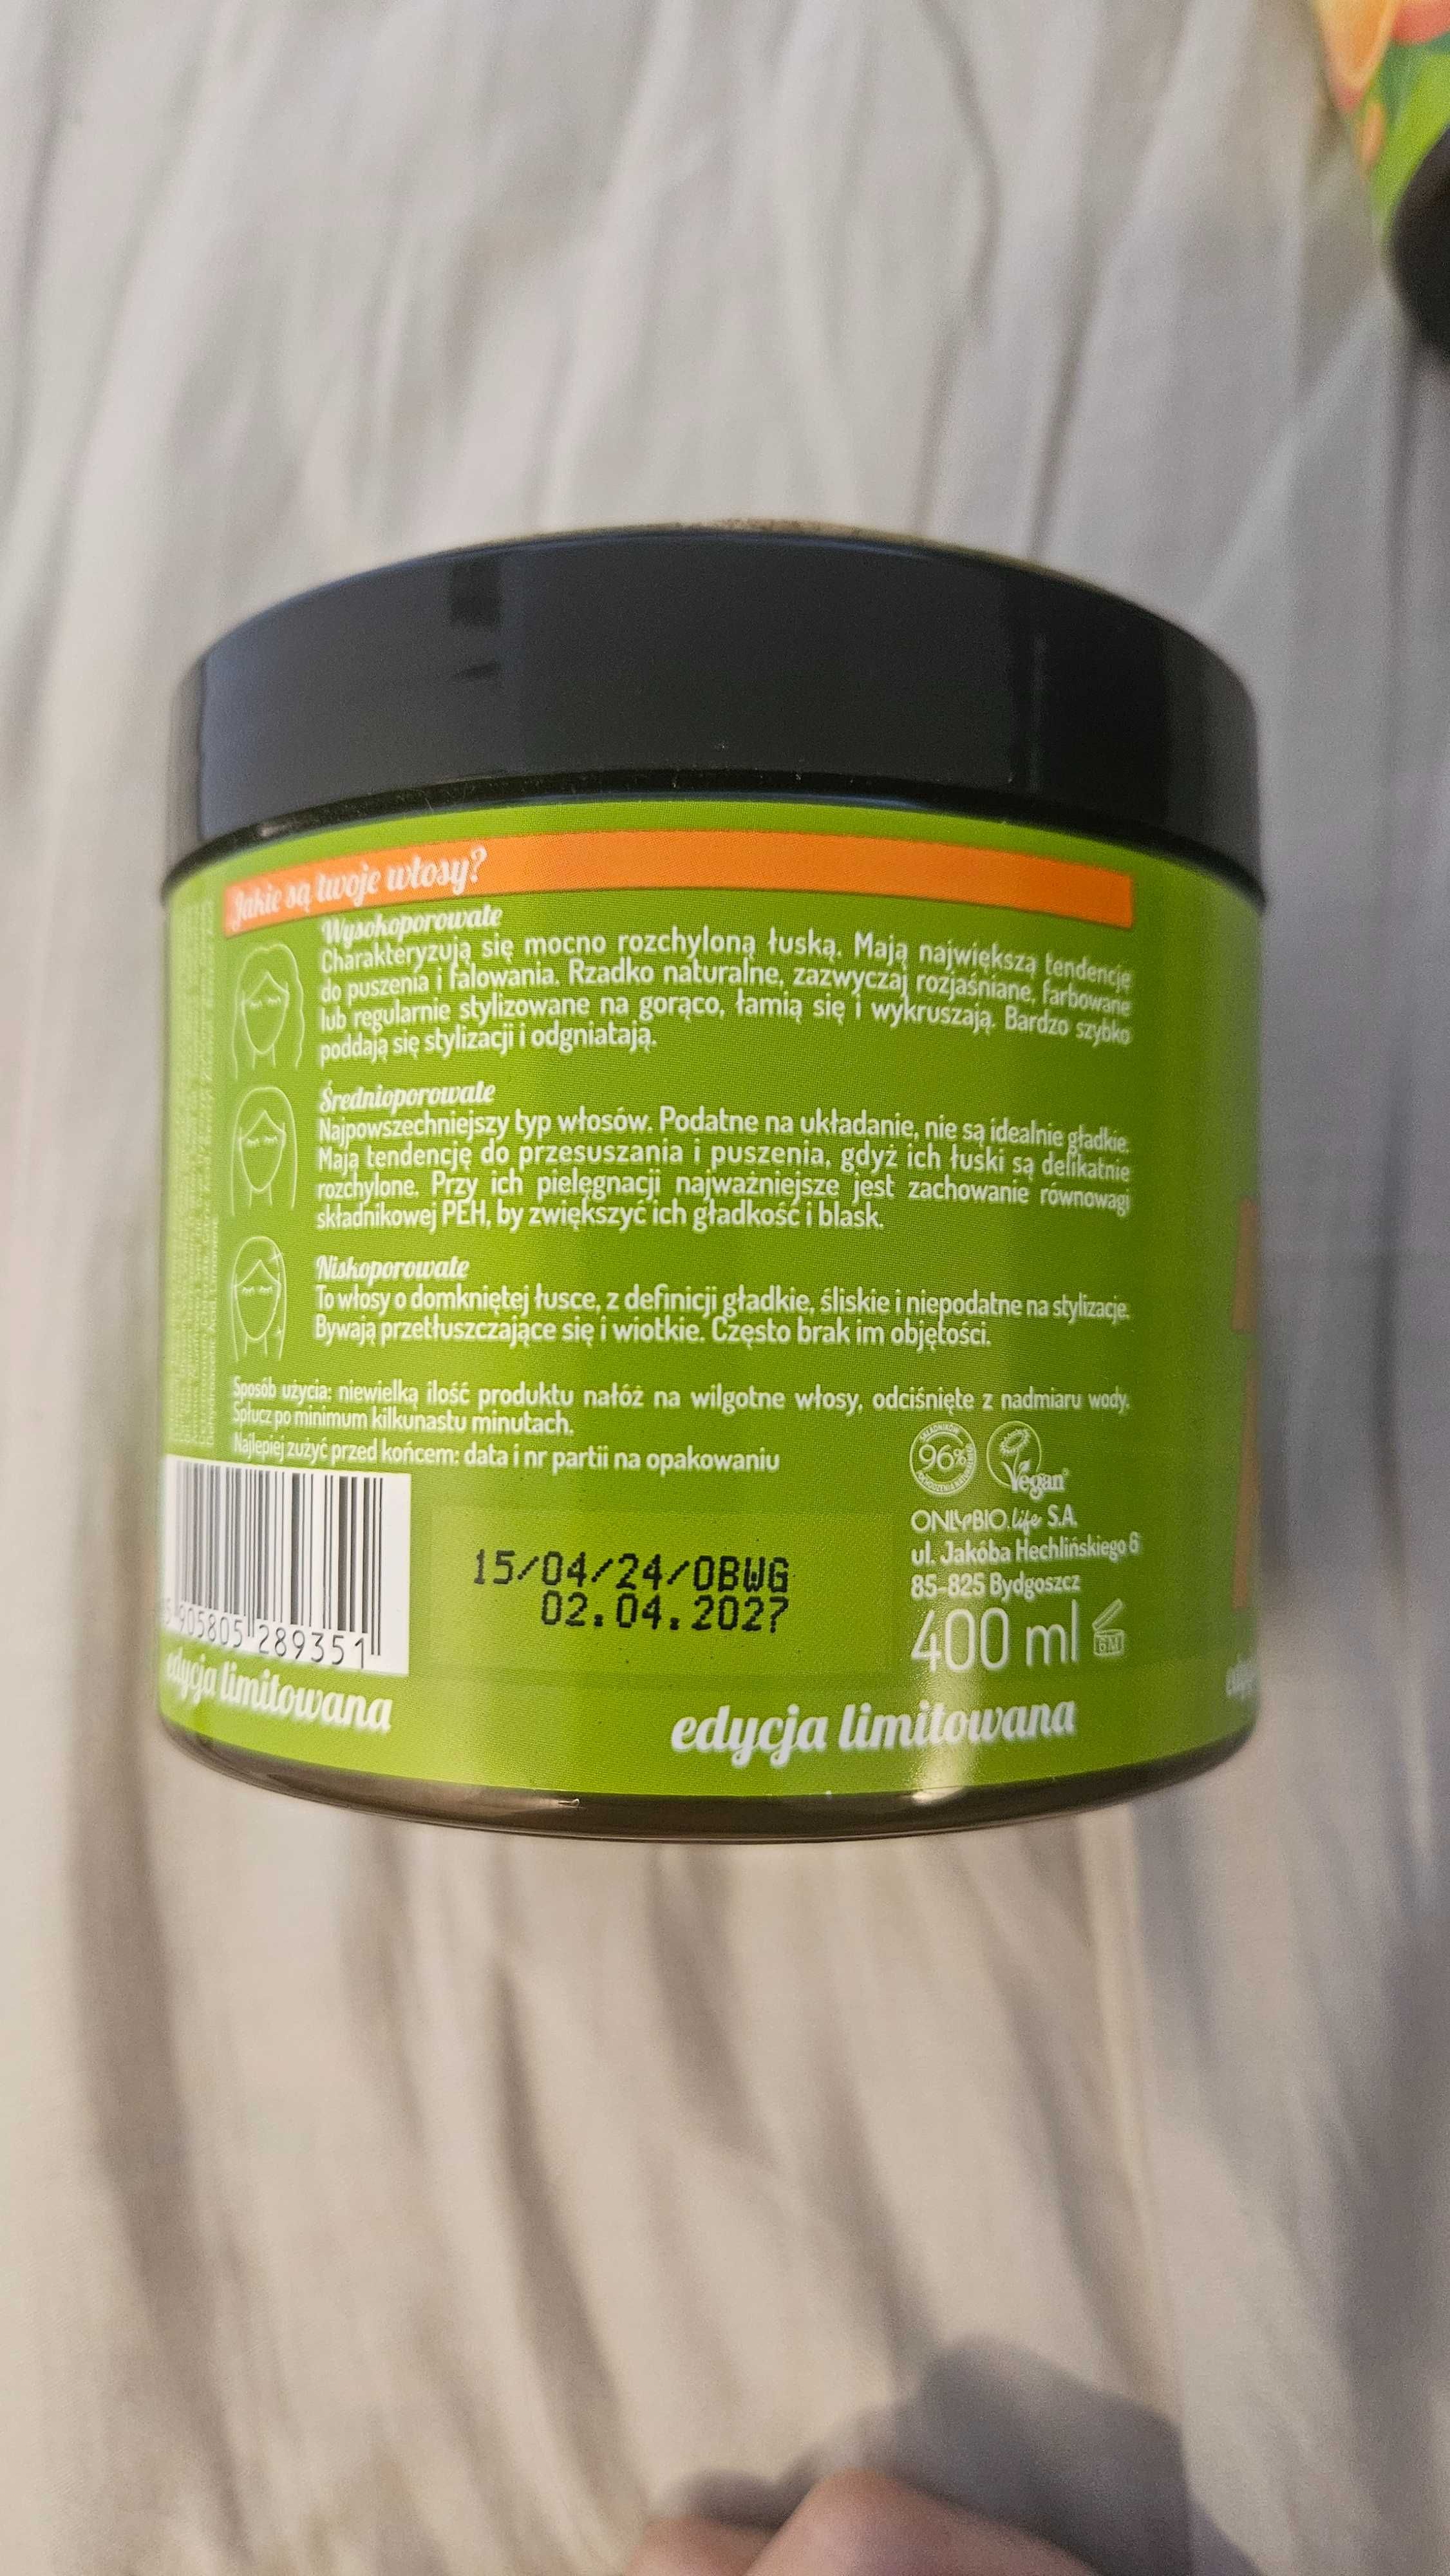 Jakie są twoje włosy?
Wysokoporowate
Charakteryzują się mocno rozchyloną łuską. Mają największą tendencję
do puszenia i falowania. Rzadko naturalne, zazwyczaj rozjaśniane, farbowane
lub regularnie stylizowane na gorąco, łamią się i wykruszają. Bardzo szybko
poddają się stylizacji i odgniatają.
Średnioporowate
Najpowszechniejszy typ włosów. Podatne na układanie, nie są idealnie gładkie.
Mają tendencję do przesuszania i puszenia, gdyż ich łuski są delikatnie
rozchylone. Przy ich pielęgnacji najważniejsze jest zachowanie równowagi
składnikowej PEH, by zwiększyć ich gładkość i blask.
Niskoporowate
To włosy o domkniętej łusce, z definicji gładkie, śliskie i niepodatne na stylizację.
Bywają przetłuszczające się i wiotkie. Często brak im objętości.
Sposób użycia: niewielką ilość produktu nałóż na wilgotne włosy, odciśnięte z nadmiaru wody.
Spłucz po minimum kilkunastu minutach.
Najlepiej zużyć przed końcem: data i nr partii na opakowaniu
96%
Vegan
ONLYBIO.life S.A.
ul. Jakóba Hechlińskiego 6
85-825 Bydgoszcz
400 ml
6M
15/04/24/OBWG
02.04.2027
5 905805 289351
edycja limitowana
edycja limitowana